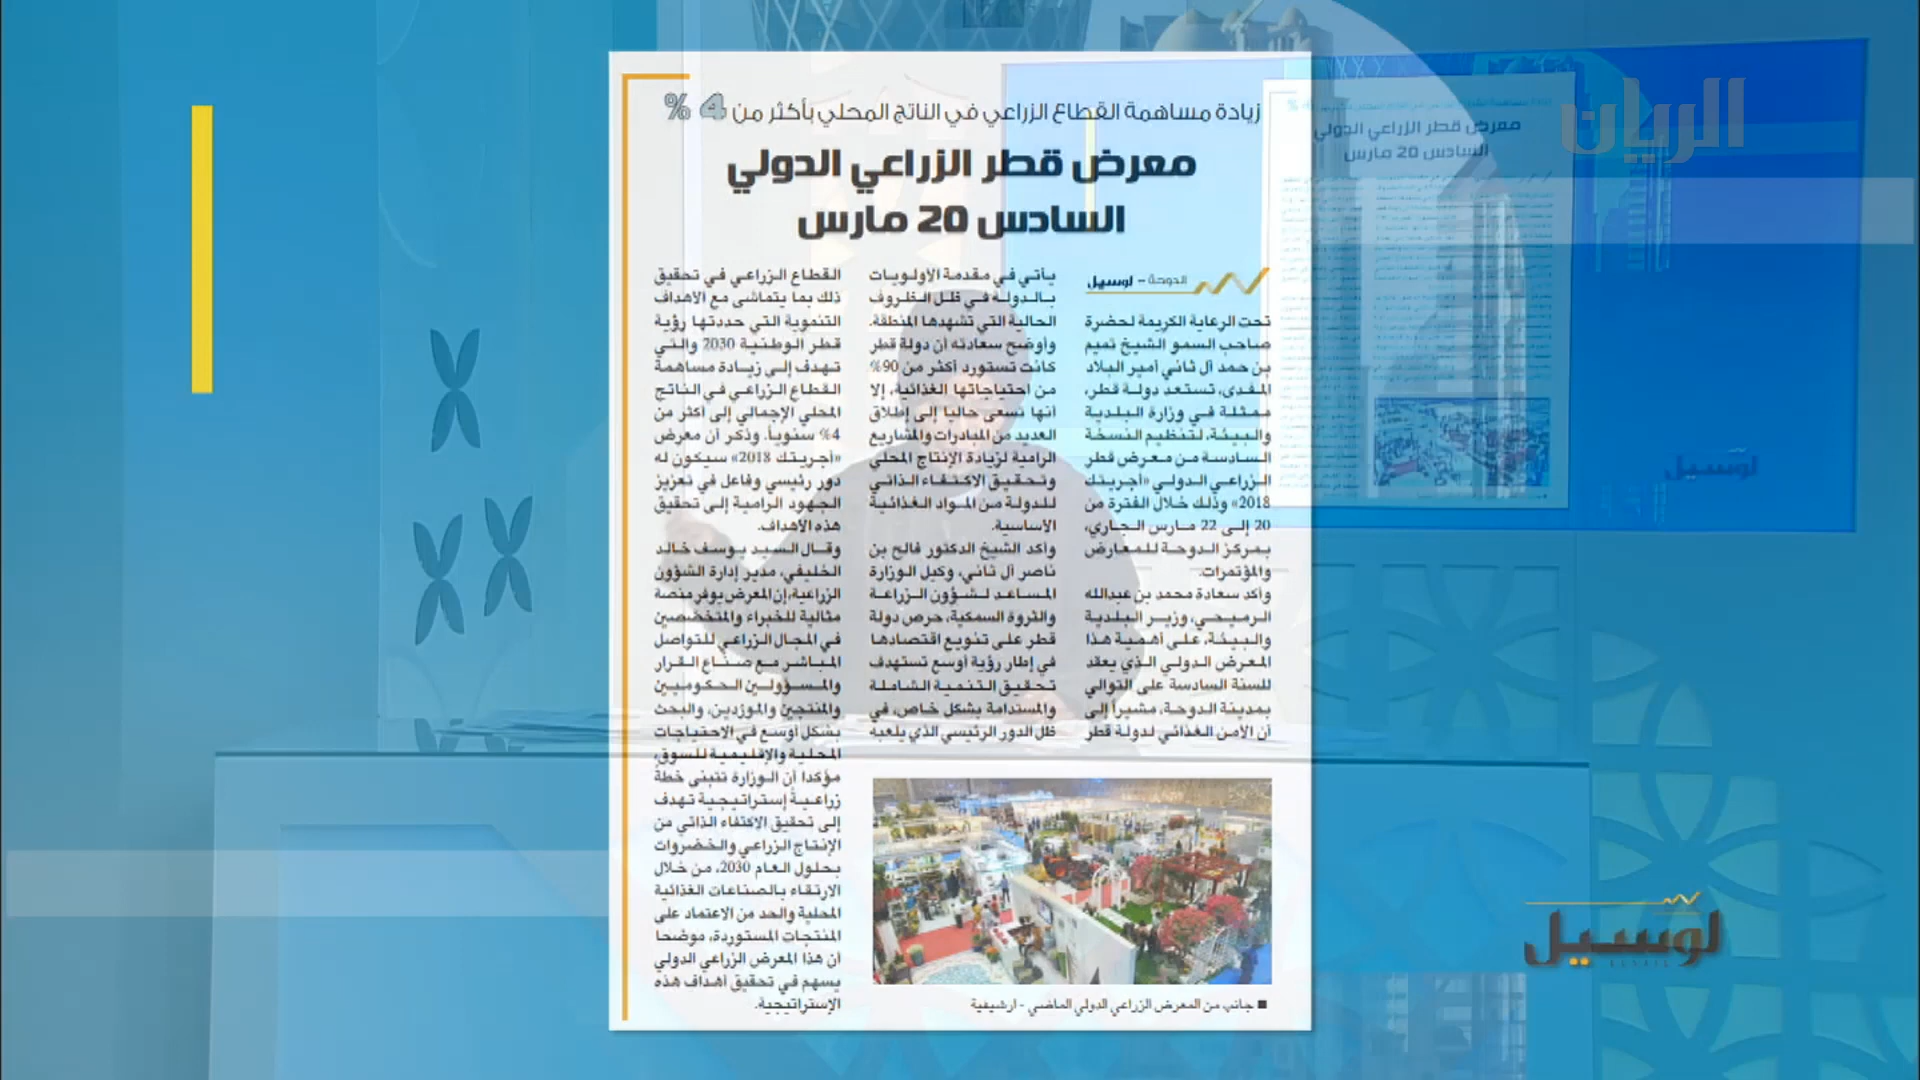 زيادة مساهمة القطاع الزراعي في الناتج المحلي بأكثر من 4 %
معرض قطر الزراعي الدولي
السادس 20 مارس
الدوحة - لوسيل
تحت الرعاية الكريمة لحضرة
صاحب السمو الشيخ تميم
بن حمد آل ثاني أمير البلاد
المفدى، تستعد دولة قطر،
ممثلة في وزارة البلدية
والبيئة، لتنظيم النسخة
السادسة من معرض قطر
الزراعي الدولي «أجريتك
2018» وذلك خلال الفترة من
20 إلى 22 مارس الجاري،
بمركز الدوحة للمعارض
والمؤتمرات.
وأكد سعادة محمد بن عبدالله
الرميحي، وزير البلدية
والبيئة، على أهمية هذا
المعرض الدولي الذي يعقد
للسنة السادسة على التوالي
بمدينة الدوحة، مشيراً إلى
أن الأمن الغذائي لدولة قطر
يأتي في مقدمة الأولويات
بالدولة في ظل الظروف
الحالية التي تشهدها المنطقة.
وأوضح سعادته أن دولة قطر
كانت تستورد أكثر من 90%
من احتياجاتها الغذائية، إلا
أنها تسعى حالياً إلى إطلاق
العديد من المبادرات والمشاريع
الرامية لزيادة الإنتاج المحلي
وتحقيق الاكتفاء الذاتي
للدولة من المواد الغذائية
الأساسية.
وأكد الشيخ الدكتور فالح بن
ناصر آل ثاني، وكيل الوزارة
المساعد لشؤون الزراعة
والثروة السمكية، حرص دولة
قطر على تنويع اقتصادها
في إطار رؤية أوسع تستهدف
تحقيق التنمية الشاملة
والمستدامة بشكل خاص، في
ظل الدور الرئيسي الذي يلعبه
القطاع الزراعي في تحقيق
ذلك بما يتماشى مع الأهداف
التنموية التي حددتها رؤية
قطر الوطنية 2030 والتي
تهدف إلى زيادة مساهمة
القطاع الزراعي في الناتج
المحلي الإجمالي إلى أكثر من
4% سنوياً. وذكر أن معرض
«أجريتك 2018» سيكون له
دور رئيسي وفاعل في تعزيز
الجهود الرامية إلى تحقيق
هذه الأهداف.
وقال السيد يوسف خالد
الخليفي، مدير إدارة الشؤون
الزراعية، إن المعرض يوفر منصة
مثالية للخبراء والمتخصصين
في المجال الزراعي للتواصل
المباشر مع صناع القرار
والمسؤولين الحكوميين
والمنتجين والموردين، والبحث
بشكل أوسع في الاحتياجات
المحلية والإقليمية للسوق،
مؤكدا أن الوزارة تتبنى خطة
زراعية إستراتيجية تهدف
إلى تحقيق الاكتفاء الذاتي من
الإنتاج الزراعي والخضروات
بحلول العام 2030، من خلال
الارتقاء بالصناعات الغذائية
المحلية والحد من الاعتماد على
المنتجات المستوردة، موضحا
أن هذا المعرض الزراعي الدولي
يسهم في تحقيق أهداف هذه
الإستراتيجية.
■ جانب من المعرض الزراعي الدولي الماضي - ارشيفية
الريان
معرض قطر الزراعي الدولي
السادس 20 مارس
لوسيل
لوسيل